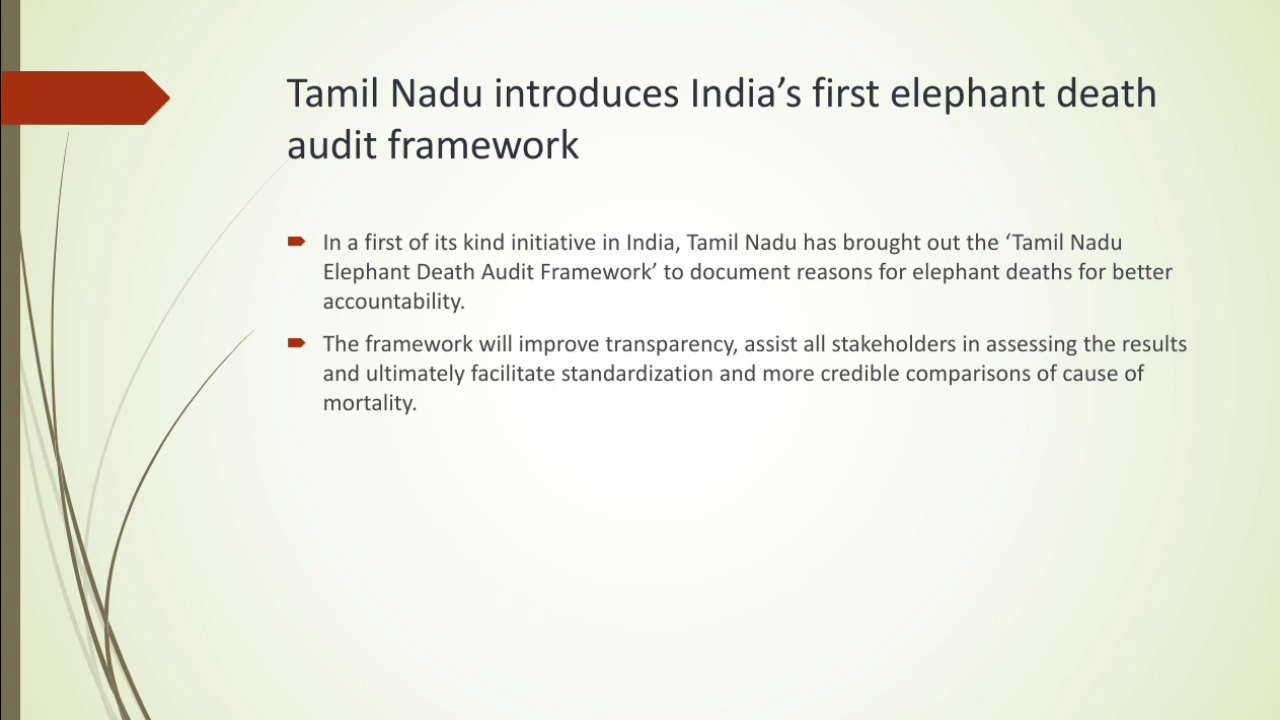 Tamil Nadu introduces India’s first elephant death
audit framework
In a first of its kind initiative in India, Tamil Nadu has brought out the ‘Tamil Nadu
Elephant Death Audit Framework’ to document reasons for elephant deaths for better
accountability.
The framework will improve transparency, assist all stakeholders in assessing the results
and ultimately facilitate standardization and more credible comparisons of cause of
mortality.